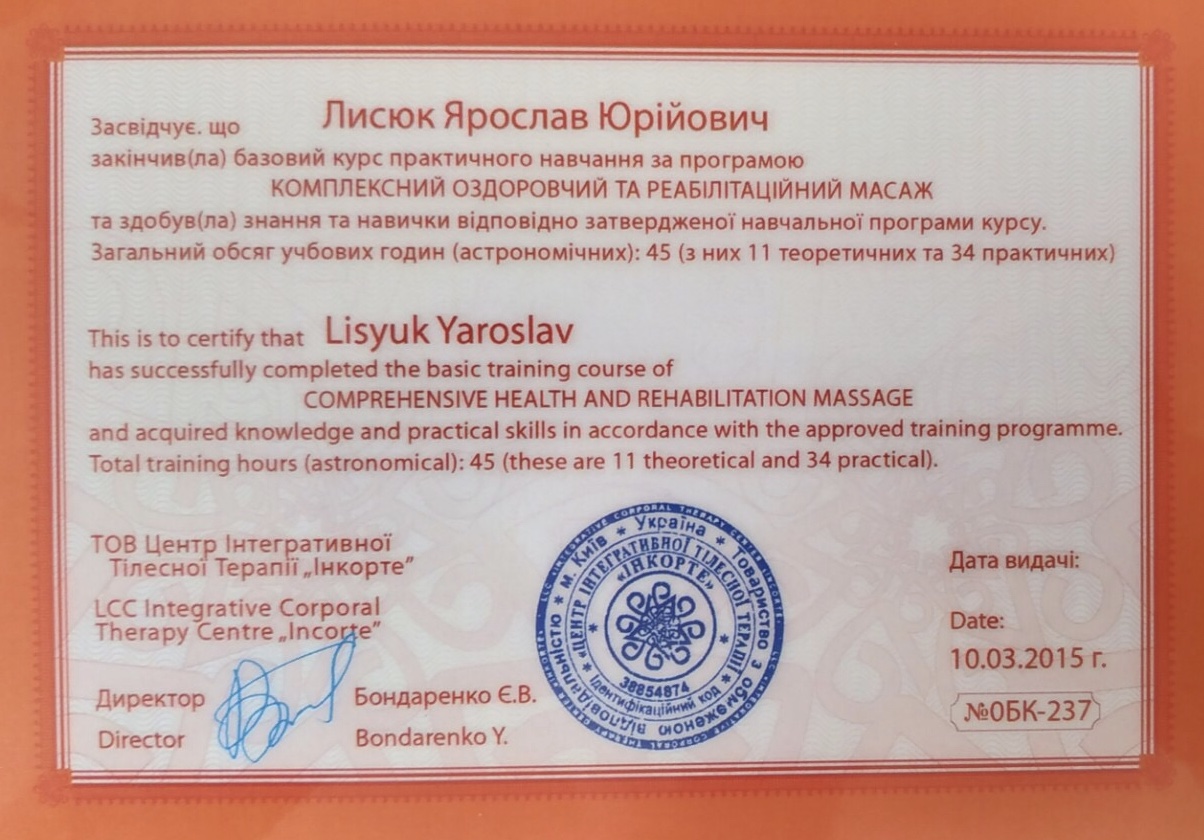 Засвідчує. що Лисюк Ярослав Юрійович
закінчив(ла) базовий курс практичного навчання за програмою
КОМПЛЕКСНИЙ ОЗДОРОВЧИЙ ТА РЕАБІЛІТАЦІЙНИЙ МАСАЖ
та здобув(ла) знання та навички відповідно затвердженої навчальної програми курсу.
Загальний обсяг учбових годин (астрономічних): 45 (з них 11 теоретичних та 34 практичних)
This is to certify that Lisyuk Yaroslav
has successfully completed the basic training course of
COMPREHENSIVE HEALTH AND REHABILITATION MASSAGE
and acquired knowledge and practical skills in accordance with the approved training programme.
Total training hours (astronomical): 45 (these are 11 theoretical and 34 practical).
ТОВ Центр Інтегративної
Тілесної Терапії „Інкорте”
LCC Integrative Corporal
Therapy Centre „Incorte”
Директор Бондаренко Є.В.
Director Bondarenko Y.
Україна * Товариство з обмеженою відповідальністю * м. Київ *
«ЦЕНТР ІНТЕГРАТИВНОЇ ТІЛЕСНОЇ ТЕРАПІЇ»
«ІНКОРТЕ»
38854874
Ідентифікаційний код
Дата видачі:
Date:
10.03.2015 г.
№0БК-237